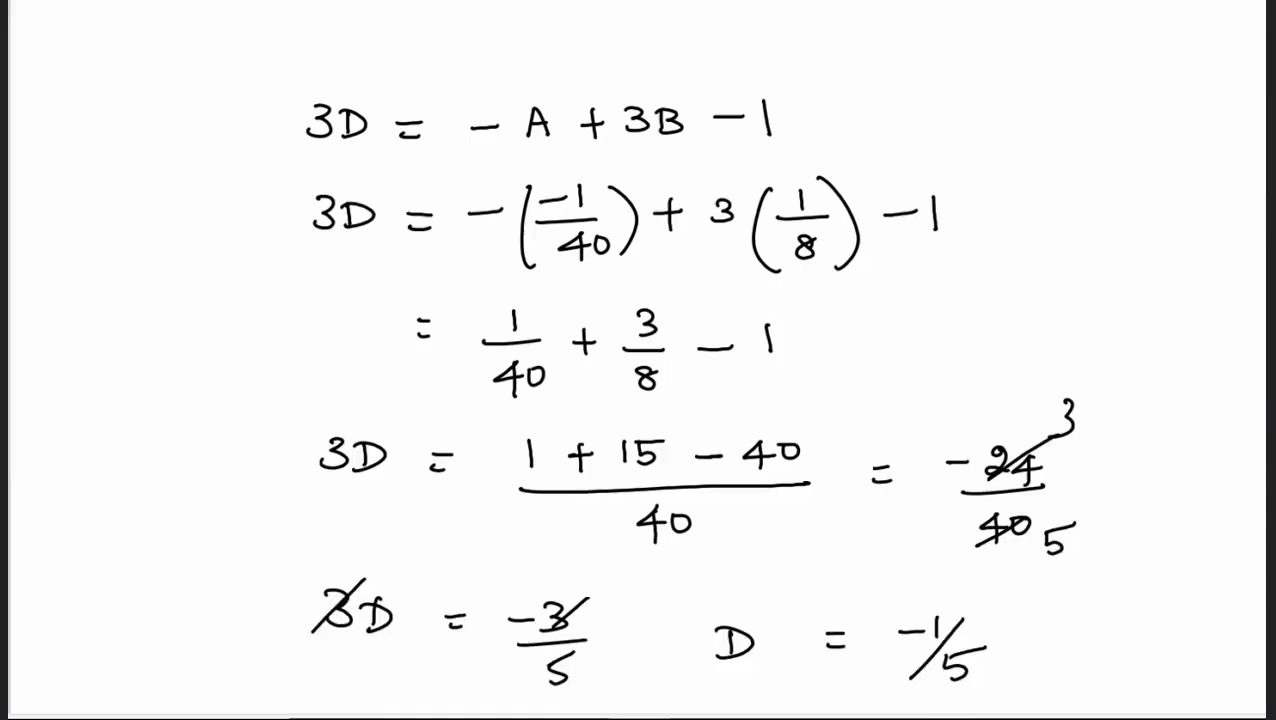 3D = - A + 3B - 1
3D = - (-1/40) + 3 (1/8) - 1
= 1/40 + 3/8 - 1
3D = (1 + 15 - 40)/40 = -24/40 3 5
3D = -3/5 D = -1/5